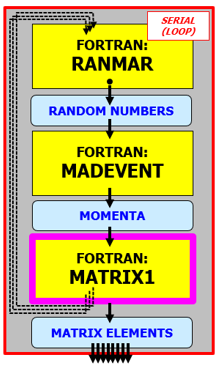 SERIAL
(LOOP)
FORTRAN:
RANMAR
RANDOM NUMBERS
FORTRAN:
MADEVENT
MOMENTA
FORTRAN:
MATRIX1
MATRIX ELEMENTS